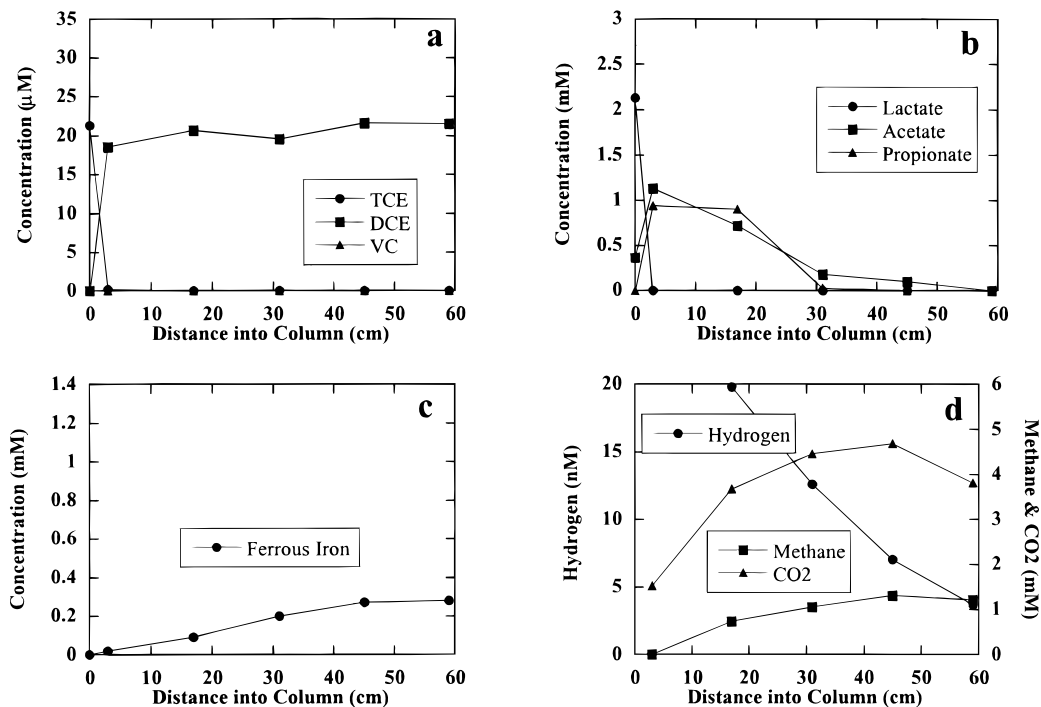 a
35
30
25
20
15
10
5
0
Concentration (μM)
TCE
DCE
VC
0 10 20 30 40 50 60
Distance into Column (cm)
b
3
2.5
2
1.5
1
0.5
0
Concentration (mM)
Lactate
Acetate
Propionate
0 10 20 30 40 50 60
Distance into Column (cm)
c
1.4
1.2
1
0.8
0.6
0.4
0.2
0
Concentration (mM)
Ferrous Iron
0 10 20 30 40 50 60
Distance into Column (cm)
d
20
15
10
5
0
Hydrogen (nM)
Hydrogen
Methane
CO2
6
5
4
3
2
1
0
Methane & CO2 (mM)
0 10 20 30 40 50 60
Distance into Column (cm)